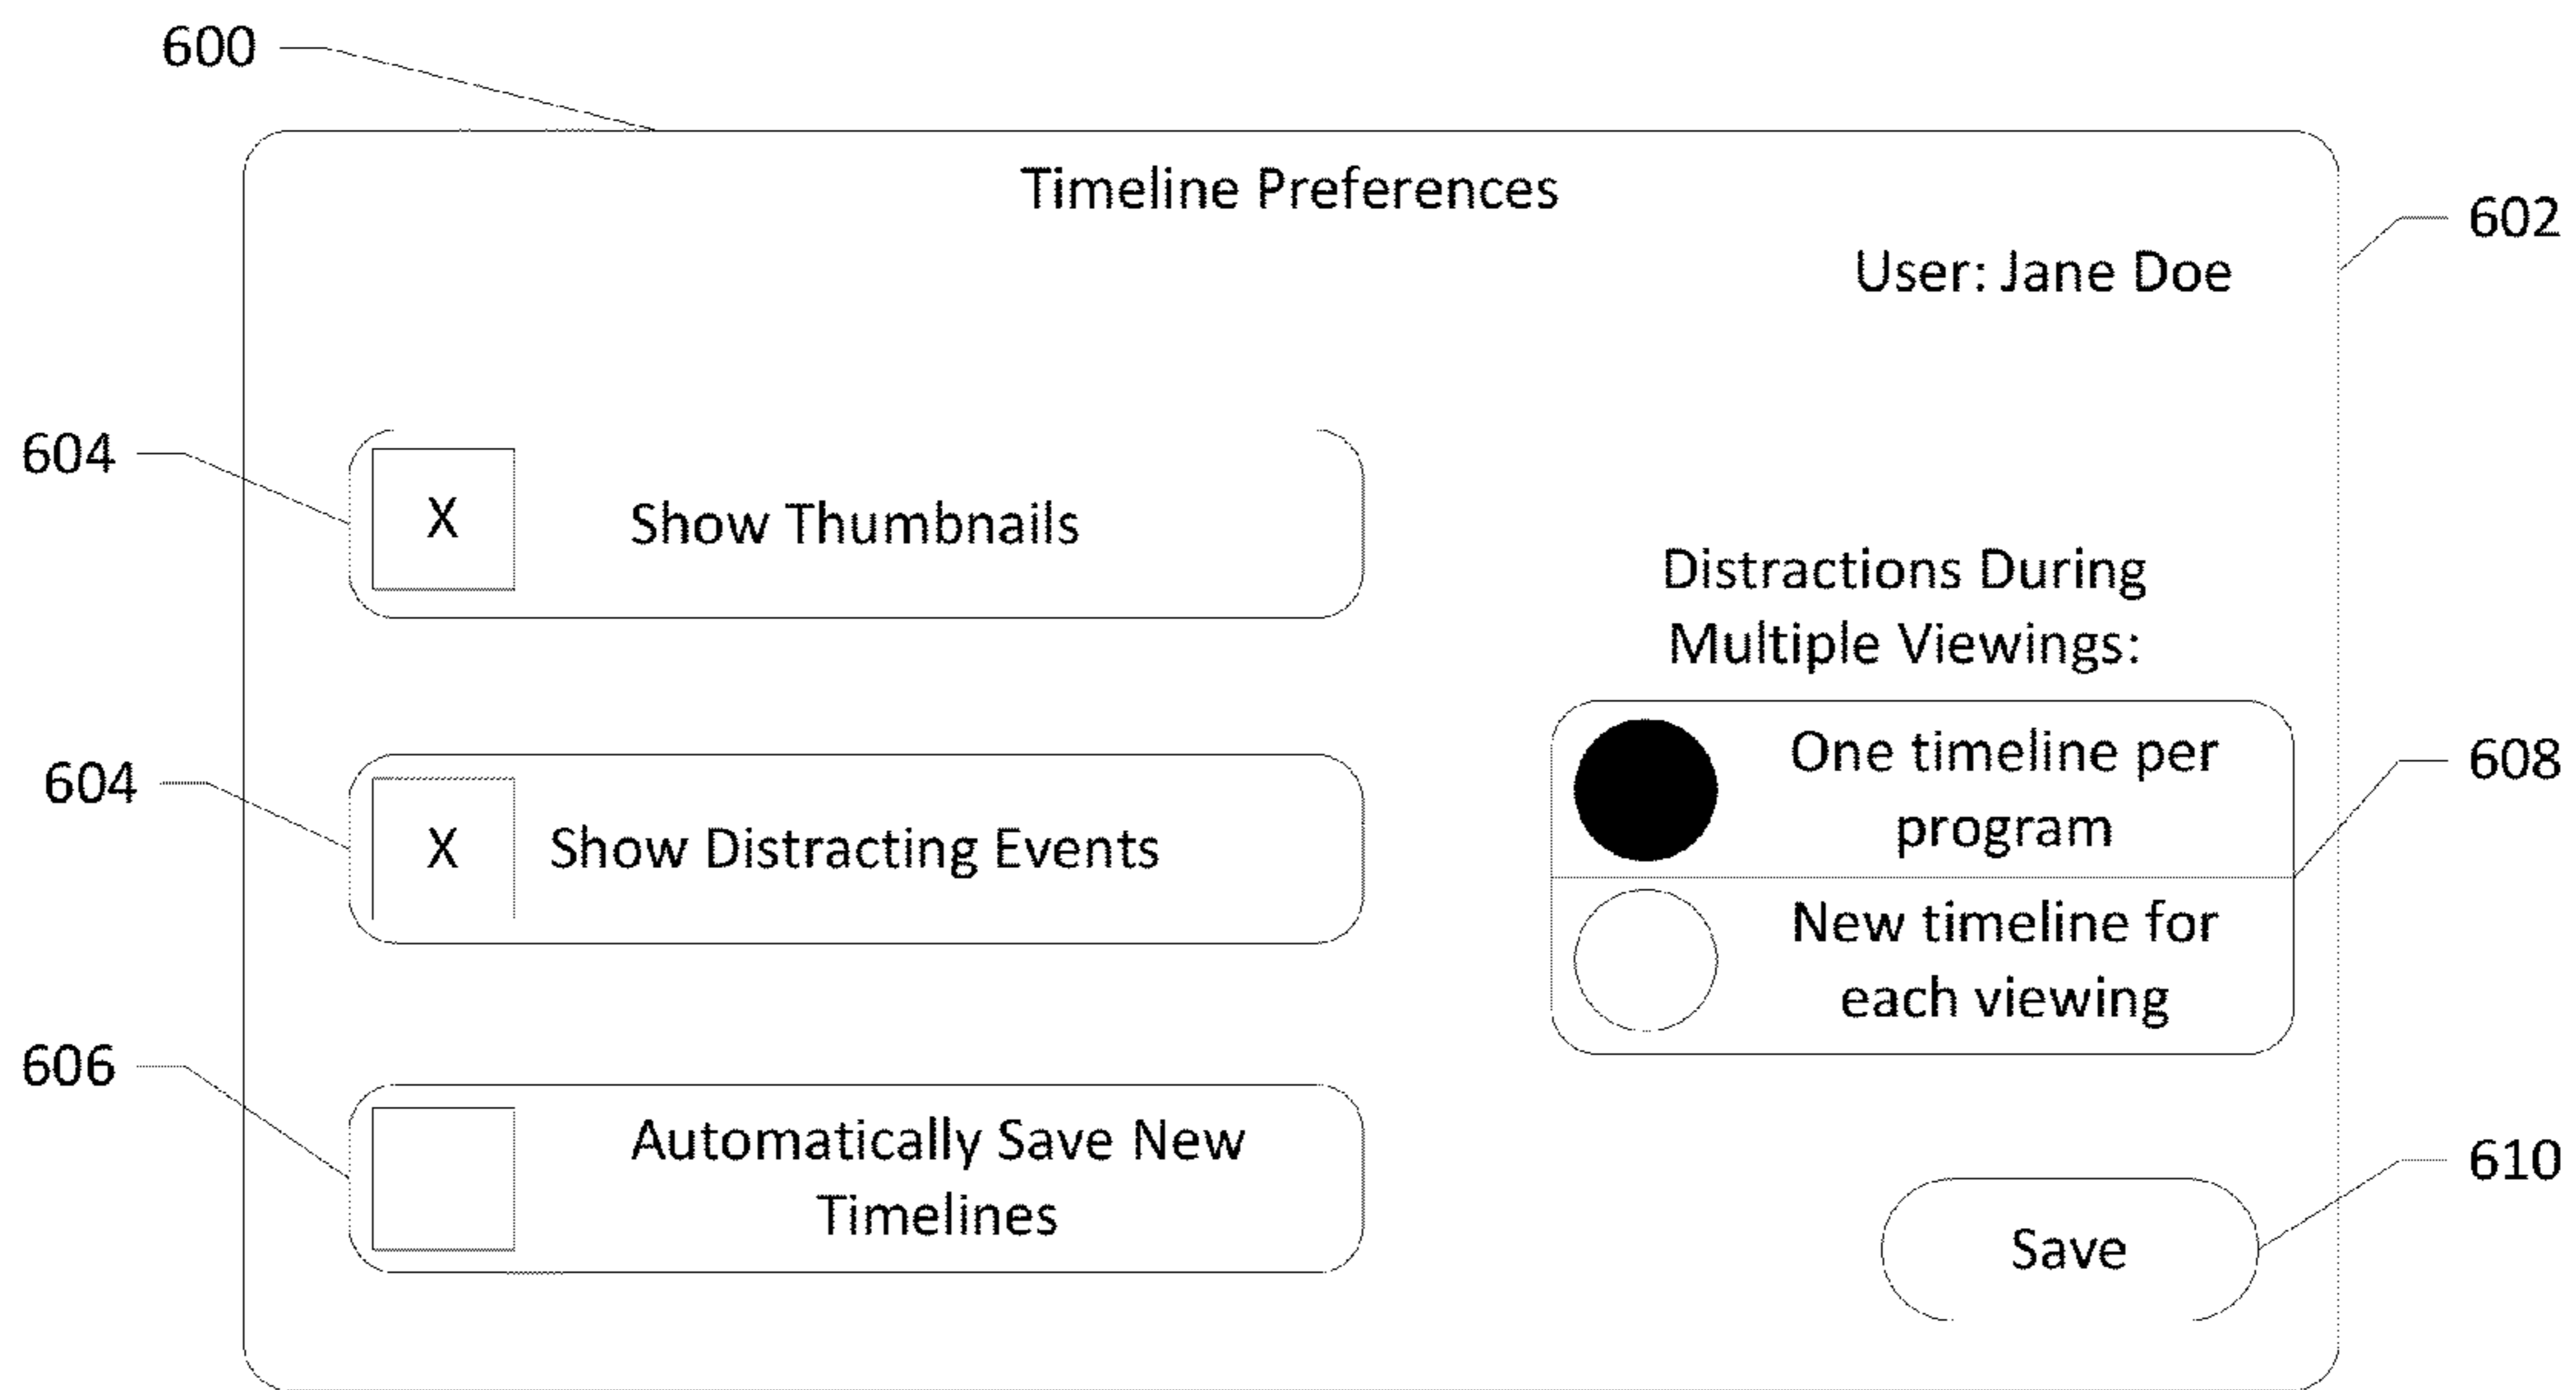 600
Timeline Preferences
602
User: Jane Doe
604
X
Show Thumbnails
Distractions During
Multiple Viewings:
604
X
Show Distracting Events
One timeline per
program
608
New timeline for
each viewing
606
Automatically Save New
Timelines
610
Save